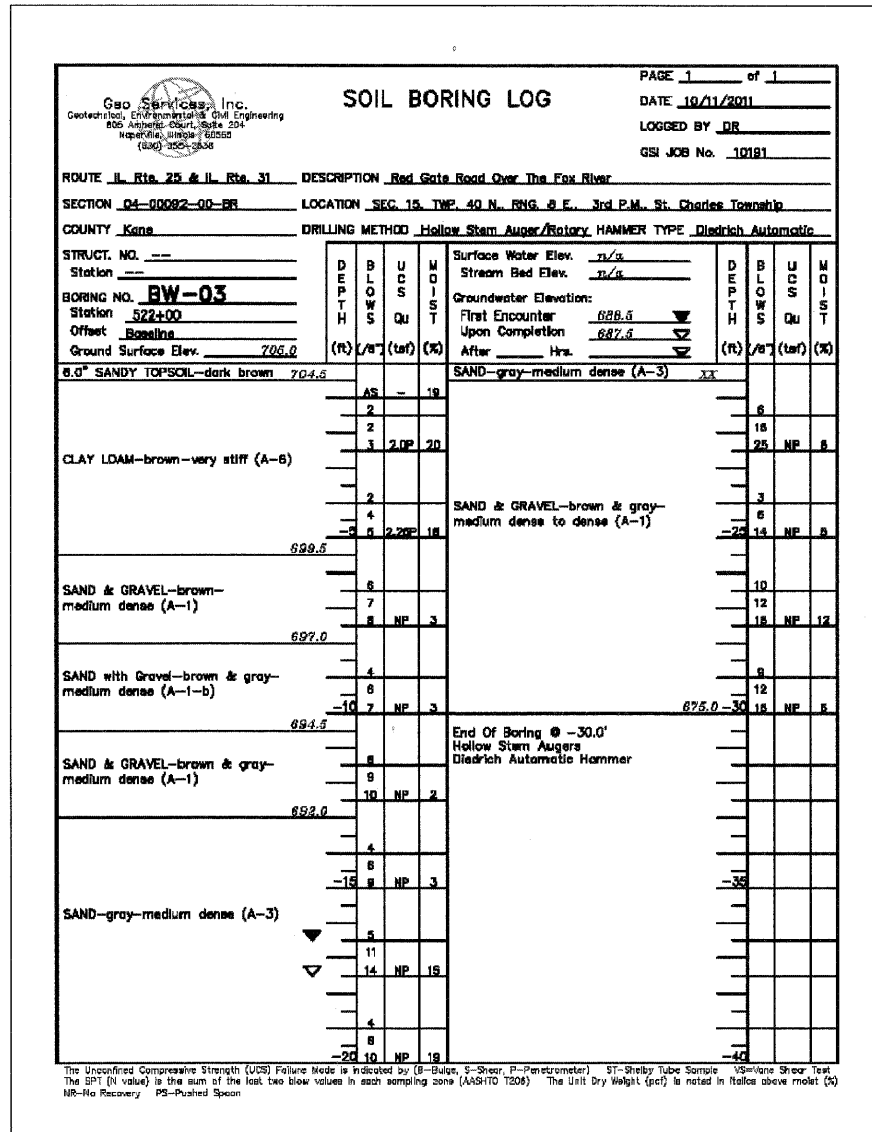 PAGE 1 of 1
Geo Services, Inc.
Geotechnical, Environmental & Civil Engineering
805 Amherst Court, Suite 204
Naperville, Illinois 60565
(630) 355-2838
SOIL BORING LOG
DATE 10/11/2011
LOGGED BY DR
GSI JOB No. 10191
ROUTE IL. Rte. 25 & IL. Rte. 31 DESCRIPTION Red Gate Road Over The Fox River
SECTION 04-00092-00-BR LOCATION SEC. 15, TWP. 40 N., RNG. 8 E., 3rd P.M., St. Charles Township
COUNTY Kane DRILLING METHOD Hollow Stem Auger/Rotary HAMMER TYPE Diedrich Automatic
STRUCT. NO. --
Station --
BORING NO. BW-03
Station 522+00
Offset Baseline
Ground Surface Elev. 705.0
DEPTH (ft) BLOWS (/6") UCS Qu (tsf) MOIST (%)
Surface Water Elev. n/a
Stream Bed Elev. n/a
Groundwater Elevation:
First Encounter 688.5
Upon Completion 687.5
After Hrs.
DEPTH (ft) BLOWS (/6") UCS Qu (tsf) MOIST (%)
6.0" SANDY TOPSOIL-dark brown 704.5
AS - 19
2
2
3 2.0P 20
CLAY LOAM-brown-very stiff (A-6)
2
4
-5 5 2.25P 18
699.5
SAND & GRAVEL-brown-
medium dense (A-1)
6
7
8 NP 3
697.0
SAND with Gravel-brown & gray-
medium dense (A-1-b)
4
6
-10 7 NP 3
694.5
SAND & GRAVEL-brown & gray-
medium dense (A-1)
8
9
10 NP 2
692.0
4
6
-15 9 NP 3
SAND-gray-medium dense (A-3)
5
11
14 NP 15
4
8
-20 10 NP 19
SAND-gray-medium dense (A-3) XX
6
16
25 NP 6
SAND & GRAVEL-brown & gray-
medium dense to dense (A-1)
3
6
-25 14 NP 5
10
12
15 NP 12
9
12
675.0 -30 15 NP 5
End Of Boring @ -30.0'
Hollow Stem Augers
Diedrich Automatic Hammer
-35
-40
The Unconfined Compressive Strength (UCS) Failure Mode is indicated by (B-Bulge, S-Shear, P-Penetrometer) ST-Shelby Tube Sample VS=Vane Shear Test
The SPT (N value) is the sum of the last two blow values in each sampling zone (AASHTO T206) The Unit Dry Weight (pcf) is noted in Italics above moist (%)
NR-No Recovery PS-Pushed Spoon